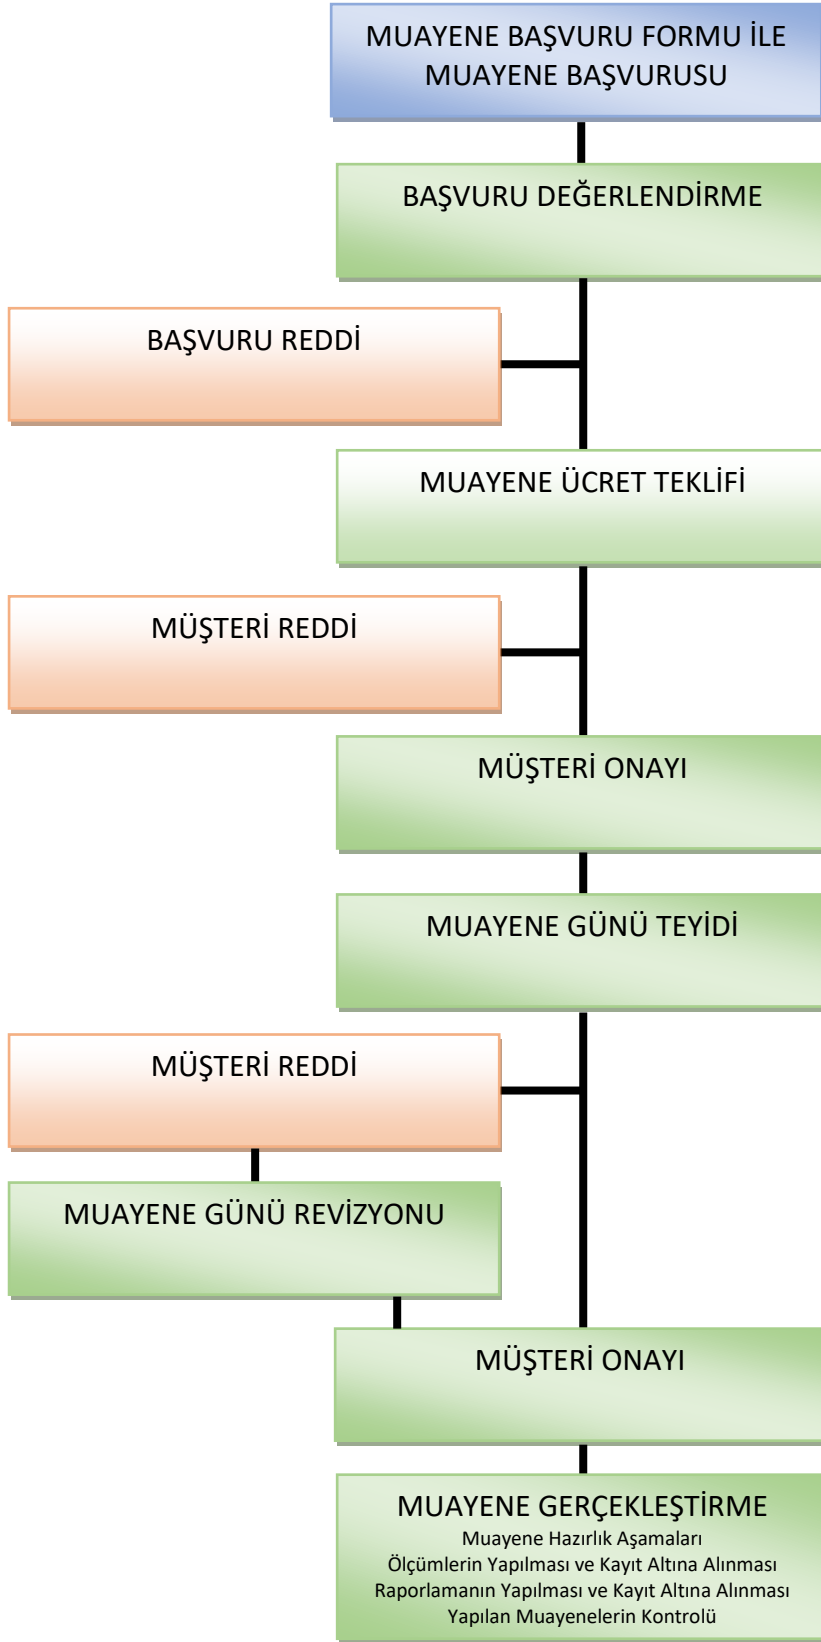 MUAYENE BAŞVURU FORMU İLE
MUAYENE BAŞVURUSU
BAŞVURU DEĞERLENDİRME
BAŞVURU REDDİ
MUAYENE ÜCRET TEKLİFİ
MÜŞTERİ REDDİ
MÜŞTERİ ONAYI
MUAYENE GÜNÜ TEYİDİ
MÜŞTERİ REDDİ
MUAYENE GÜNÜ REVİZYONU
MÜŞTERİ ONAYI
MUAYENE GERÇEKLEŞTİRME
Muayene Hazırlık Aşamaları
Ölçümlerin Yapılması ve Kayıt Altına Alınması
Raporlamanın Yapılması ve Kayıt Altına Alınması
Yapılan Muayenelerin Kontrolü